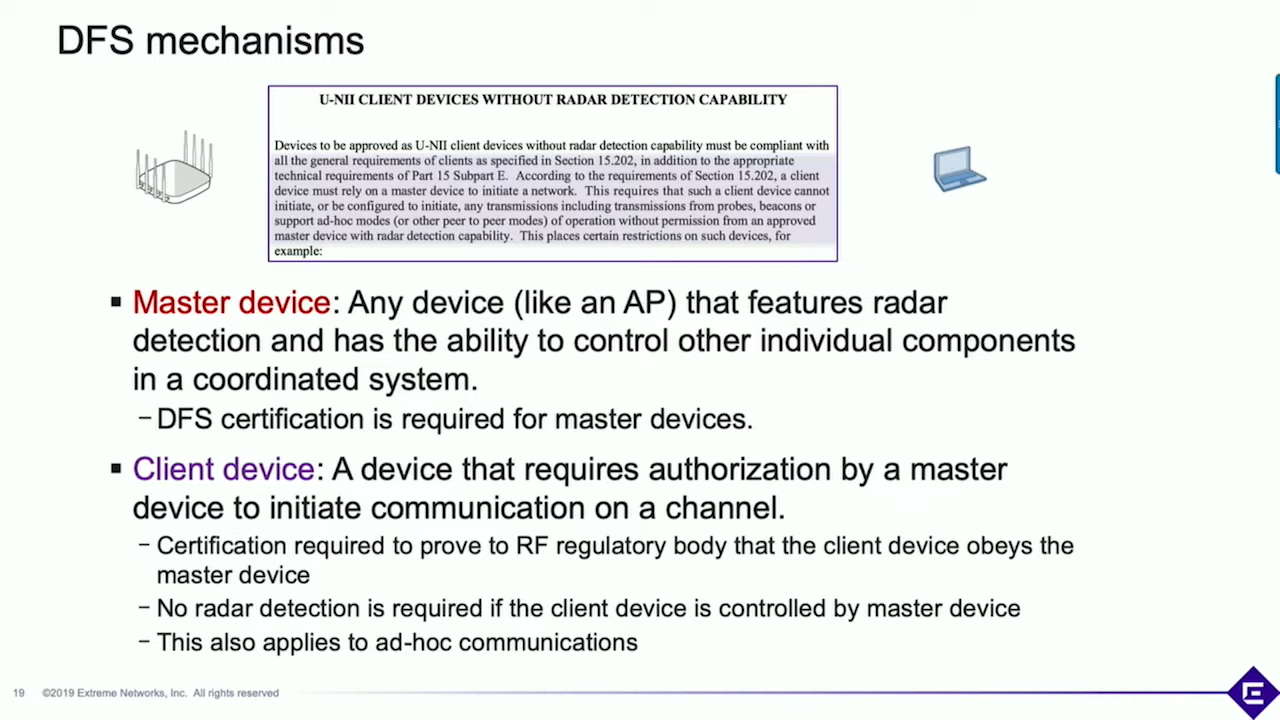 DFS mechanisms
U-NII CLIENT DEVICES WITHOUT RADAR DETECTION CAPABILITY
Devices to be approved as U-NII client devices without radar detection capability must be compliant with
all the general requirements of clients as specified in Section 15.202, in addition to the appropriate
technical requirements of Part 15 Subpart E.  According to the requirements of Section 15.202, a client
device must rely on a master device to initiate a network.  This requires that such a client device cannot
initiate, or be configured to initiate, any transmissions including transmissions from probes, beacons or
support ad-hoc modes (or other peer to peer modes) of operation without permission from an approved
master device with radar detection capability.  This places certain restrictions on such devices, for
example:
▪ Master device: Any device (like an AP) that features radar
detection and has the ability to control other individual components
in a coordinated system.
− DFS certification is required for master devices.
▪ Client device: A device that requires authorization by a master
device to initiate communication on a channel.
− Certification required to prove to RF regulatory body that the client device obeys the
master device
− No radar detection is required if the client device is controlled by master device
− This also applies to ad-hoc communications
19 ©2019 Extreme Networks, Inc. All rights reserved